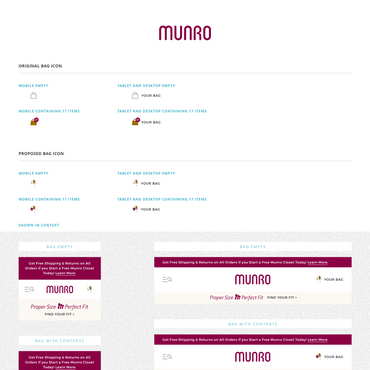 MUNRO
ORIGINAL BAG ICON
MOBILE EMPTY
TABLET AND DESKTOP EMPTY
YOUR BAG
MOBILE CONTAINING 17 ITEMS
TABLET AND DESKTOP CONTAINING 17 ITEMS
YOUR BAG
PROPOSED BAG ICON
MOBILE EMPTY
TABLET AND DESKTOP EMPTY
YOUR BAG
MOBILE CONTAINING 17 ITEMS
TABLET AND DESKTOP CONTAINING 17 ITEMS
YOUR BAG
SHOWN IN CONTEXT
BAG EMPTY
Get Free Shipping & Returns on All
Orders if you Start a Free Munro Closet
Today! Learn More.
MUNRO
Proper Size to Perfect Fit
FIND YOUR FIT >
BAG EMPTY
Get Free Shipping & Returns on All Orders if you Start a Free Munro Closet Today! Learn More.
MUNRO
YOUR BAG
Proper Size to Perfect Fit FIND YOUR FIT >
BAG WITH CONTENTS
Get Free Shipping & Returns on All
Orders if you Start a Free Munro Closet
Today! Learn More.
BAG WITH CONTENTS
Get Free Shipping & Returns on All Orders if you Start a Free Munro Closet Today! Learn More.
MUNRO
YOUR BAG